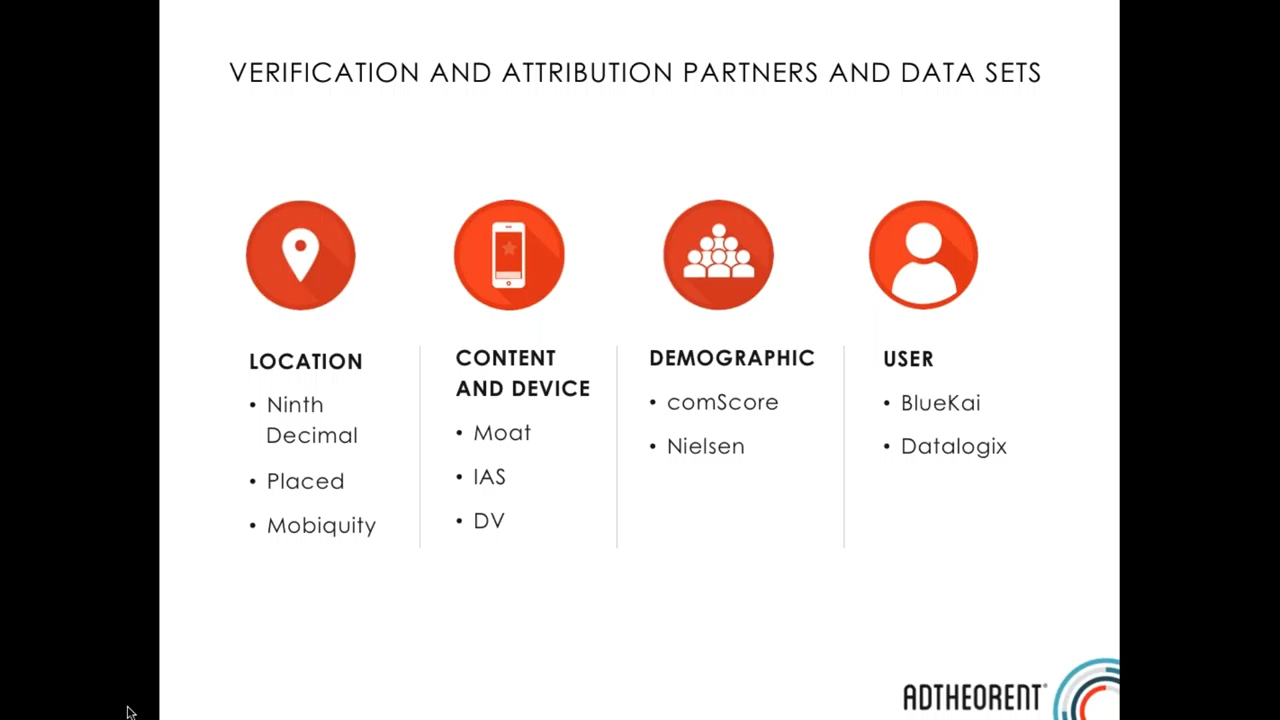 VERIFICATION AND ATTRIBUTION PARTNERS AND DATA SETS
LOCATION
• Ninth
Decimal
• Placed
• Mobiquity
CONTENT
AND DEVICE
• Moat
• IAS
• DV
DEMOGRAPHIC
• comScore
• Nielsen
USER
• BlueKai
• Datalogix
ADTHEORENT®